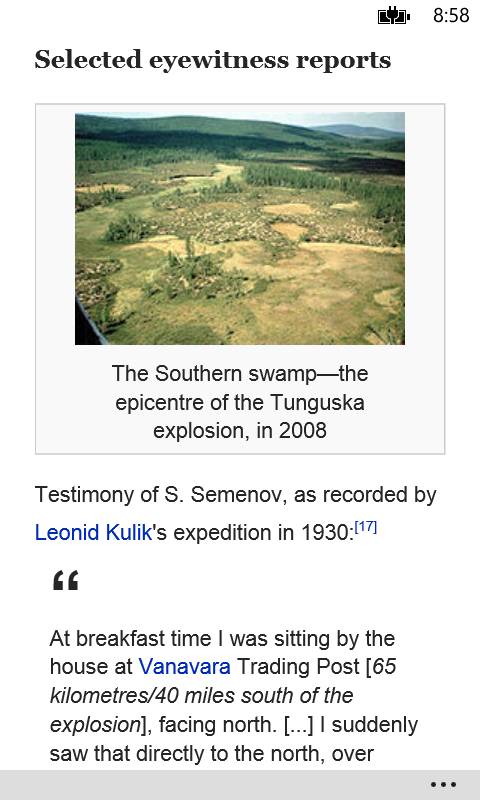 8:58
Selected eyewitness reports
The Southern swamp—the
epicentre of the Tunguska
explosion, in 2008
Testimony of S. Semenov, as recorded by
Leonid Kulik's expedition in 1930:[17]
“
At breakfast time I was sitting by the
house at Vanavara Trading Post [65
kilometres/40 miles south of the
explosion], facing north. [...] I suddenly
saw that directly to the north, over